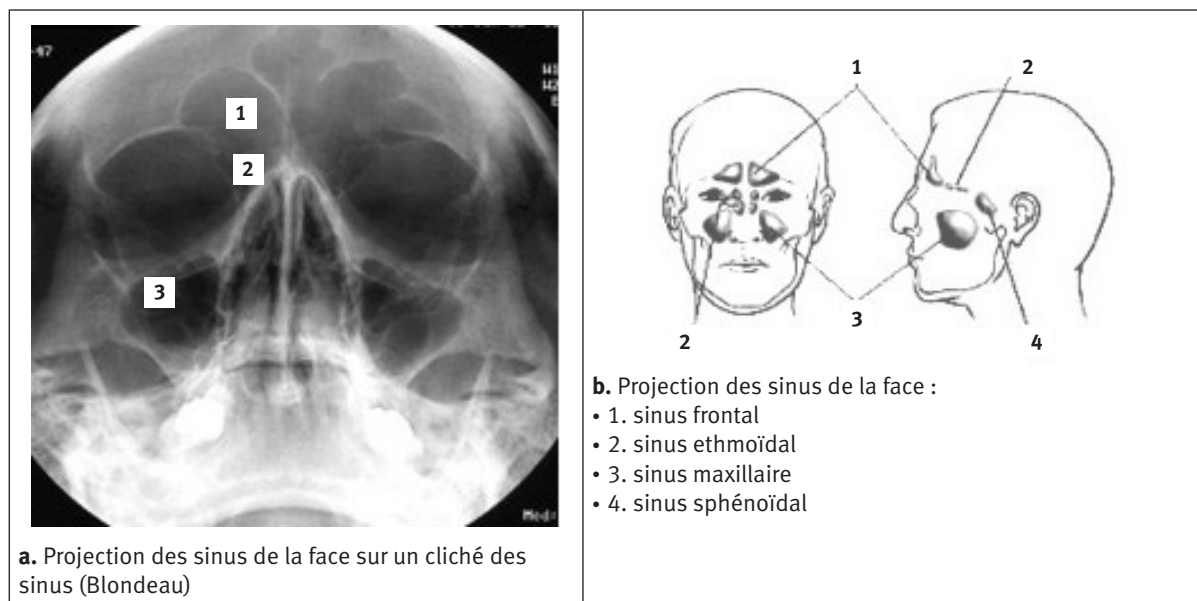 -47
1
2
3
Med:
a. Projection des sinus de la face sur un cliché des
sinus (Blondeau)
1
2
2
3
4
b. Projection des sinus de la face :
• 1. sinus frontal
• 2. sinus ethmoïdal
• 3. sinus maxillaire
• 4. sinus sphénoïdal